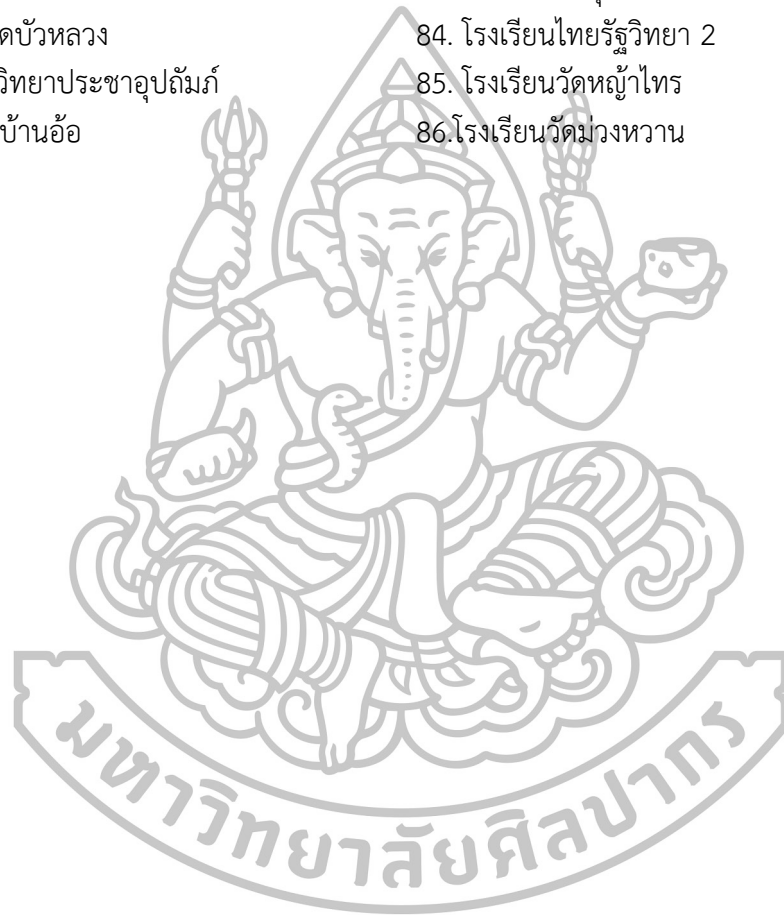 ดบัวหลวง
84. โรงเรียนไทยรัฐวิทยา 2
วิทยาประชาอุปถัมภ์
85. โรงเรียนวัดหญ้าไทร
บ้านอ้อ
86.โรงเรียนวัดม่วงหวาน
มหาวิทยาลัยศิลปากร